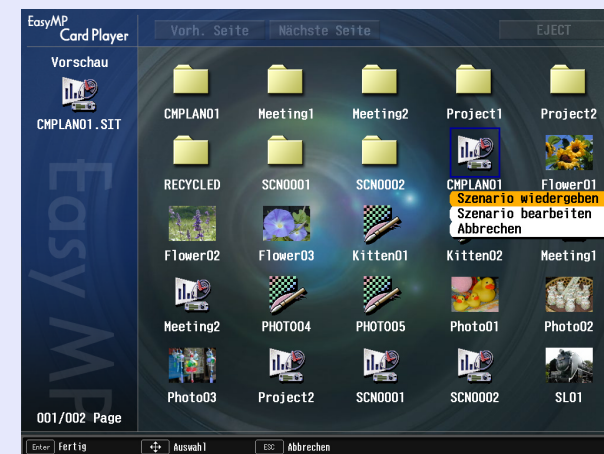 EasyMP
Card Player
Vorh. Seite
Nächste Seite
EJECT
Vorschau
CMPLAN01.SIT
CMPLAN01
Meeting1
Meeting2
Project1
Project2
RECYCLED
SCN0001
SCN0002
CMPLAN01
Flower01
Szenario wiedergeben
Szenario bearbeiten
Abbrechen
Flower02
Flower03
Kitten01
Kitten02
Meeting1
Meeting2
PHOTO04
PHOTO05
Photo01
Photo02
Photo03
Project2
SCN0001
SCN0002
SL01
Easy MP
001/002 Page
Enter Fertig
Auswahl
ESC Abbrechen